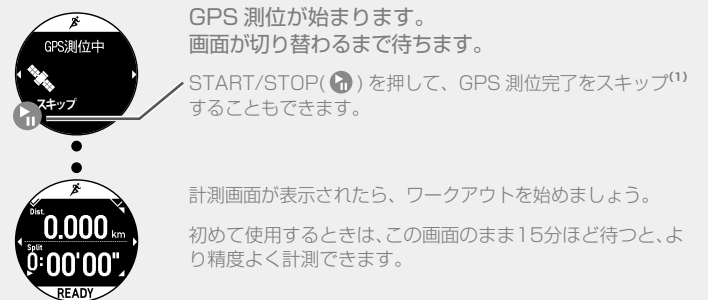 GPS 測位が始まります。
画面が切り替わるまで待ちます。
GPS測位中
スキップ
START/STOP( ) を押して、GPS 測位完了をスキップ(1)
することもできます。
計測画面が表示されたら、ワークアウトを始めましょう。
初めて使用するときは、この画面のまま15分ほど待つと、よ
り精度よく計測できます。
Dist.
0.000 km
Split
0:00'00"
READY